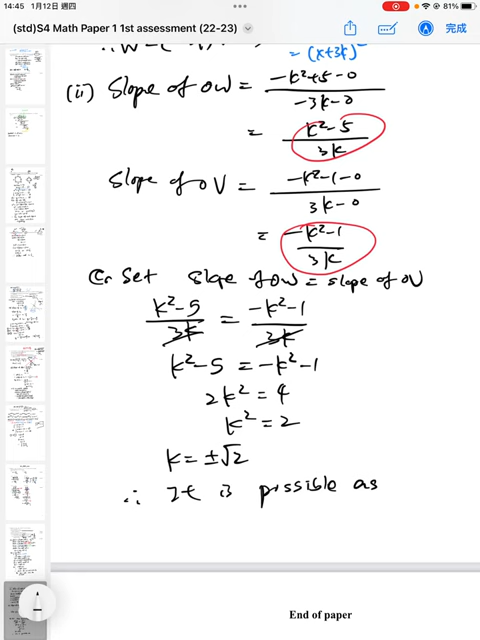 14:45 1月12日 週四
(std)S4 Math Paper 1 1st assessment (22-23)
完成
= (x+3k)
(ii) Slope of OW = (-k²+5-0)/(-3k-0)
= (k²-5)/(3k)
Slope of OV = (-k²-1-0)/(3k-0)
= (-k²-1)/(3k)
Set slope of OW = slope of OV
(k²-5)/(3k) = (-k²-1)/(3k)
k²-5 = -k²-1
2k² = 4
k² = 2
k = ±√2
∴ It is possible as
End of paper